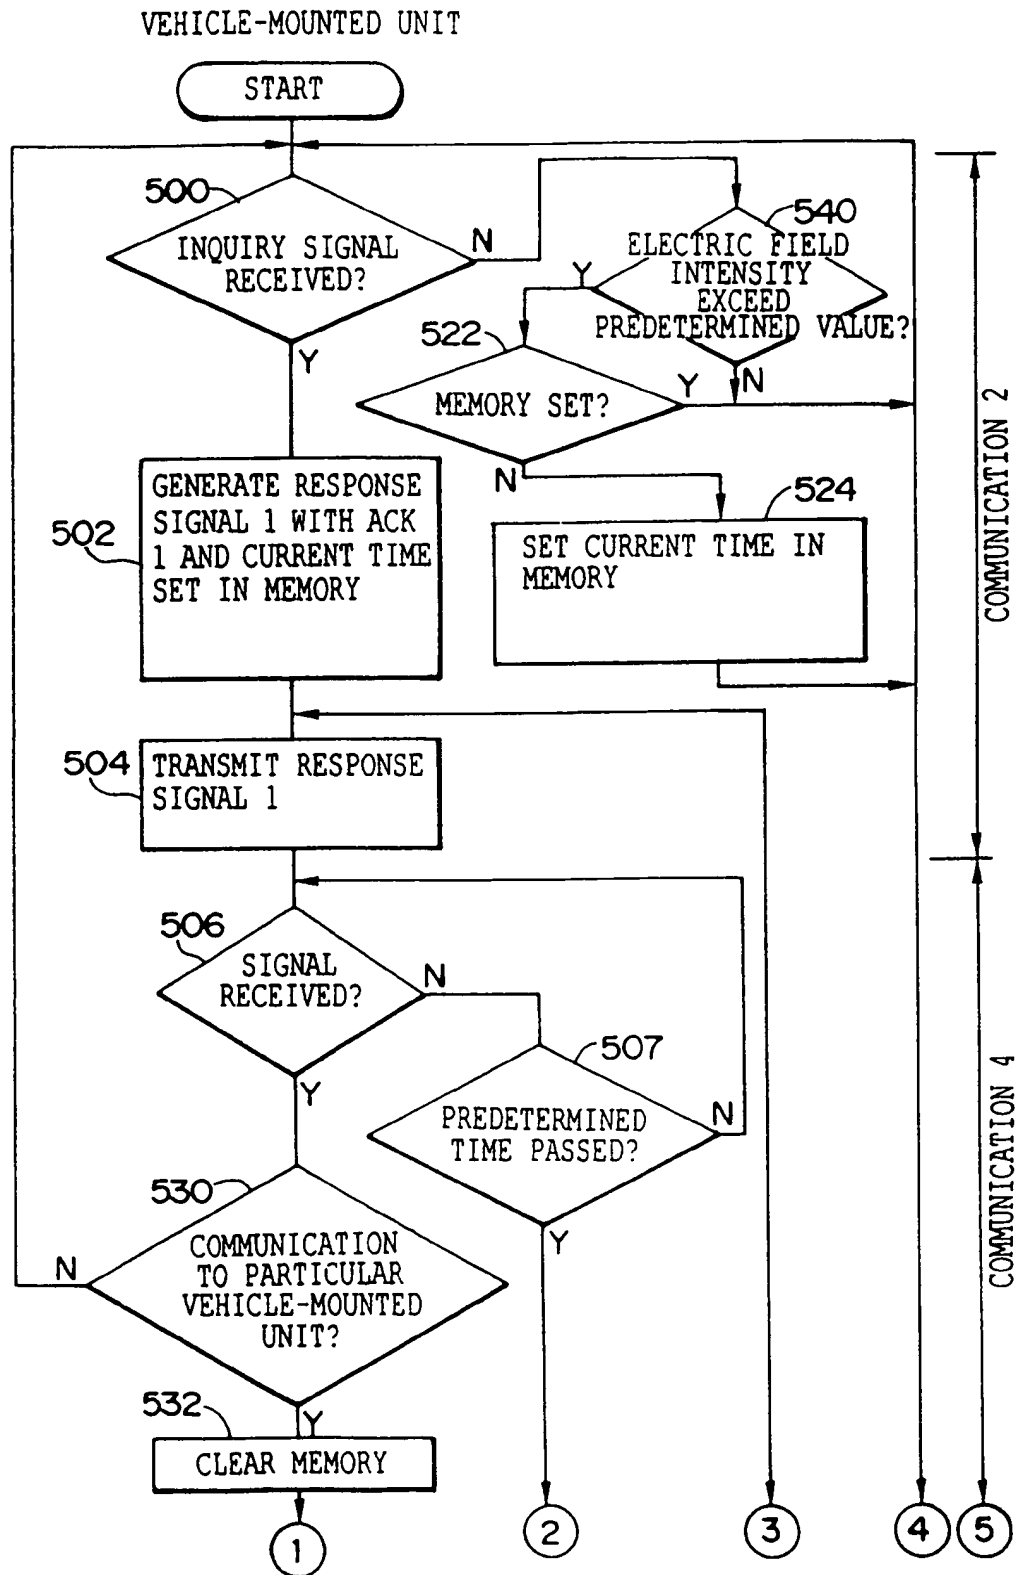 VEHICLE-MOUNTED UNIT
START
500
INQUIRY SIGNAL
RECEIVED?
N
Y
540
ELECTRIC FIELD
INTENSITY
EXCEED
PREDETERMINED VALUE?
Y
N
522
MEMORY SET?
Y
N
502
GENERATE RESPONSE
SIGNAL 1 WITH ACK
1 AND CURRENT TIME
SET IN MEMORY
524
SET CURRENT TIME IN
MEMORY
COMMUNICATION 2
504
TRANSMIT RESPONSE
SIGNAL 1
506
SIGNAL
RECEIVED?
N
Y
507
PREDETERMINED
TIME PASSED?
N
Y
COMMUNICATION 4
530
COMMUNICATION
TO PARTICULAR
VEHICLE-MOUNTED
UNIT?
N
Y
532
CLEAR MEMORY
1
2
3
4
5